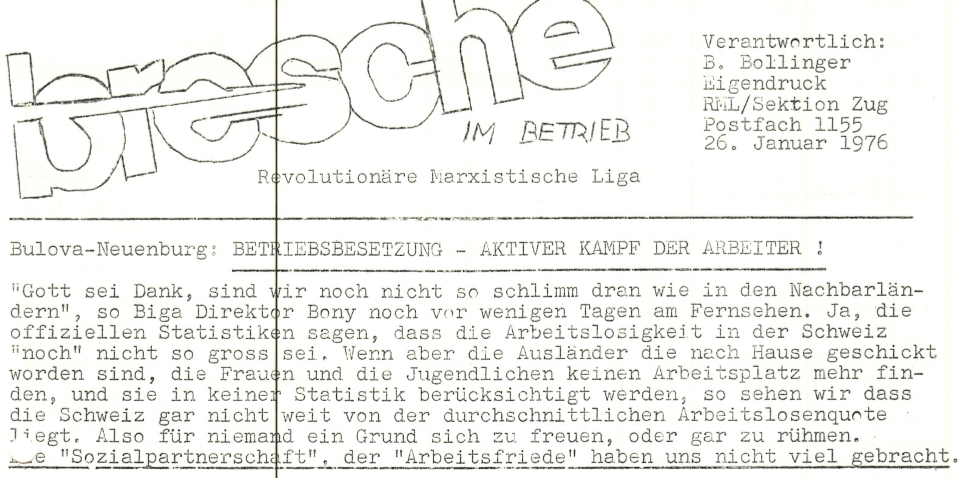 bresche
IM BETRIEB
Revolutionäre Marxistische Liga
Verantwortlich:
B. Bollinger
Eigendruck
RML/Sektion Zug
Postfach 1155
26. Januar 1976
Bulova-Neuenburg: BETRIEBSBESETZUNG - AKTIVER KAMPF DER ARBEITER !
"Gott sei Dank, sind wir noch nicht so schlimm dran wie in den Nachbarlän-
dern", so Biga Direktor Bony noch vor wenigen Tagen am Fernsehen. Ja, die
offiziellen Statistiken sagen, dass die Arbeitslosigkeit in der Schweiz
"noch" nicht so gross sei. Wenn aber die Ausländer die nach Hause geschickt
worden sind, die Frauen und die Jugendlichen keinen Arbeitsplatz mehr fin-
den, und sie in keiner Statistik berücksichtigt werden, so sehen wir dass
die Schweiz gar nicht weit von der durchschnittlichen Arbeitslosenquote
liegt. Also für niemand ein Grund sich zu freuen, oder gar zu rühmen.
"Sozialpartnerschaft", der "Arbeitsfriede" haben uns nicht viel gebracht.